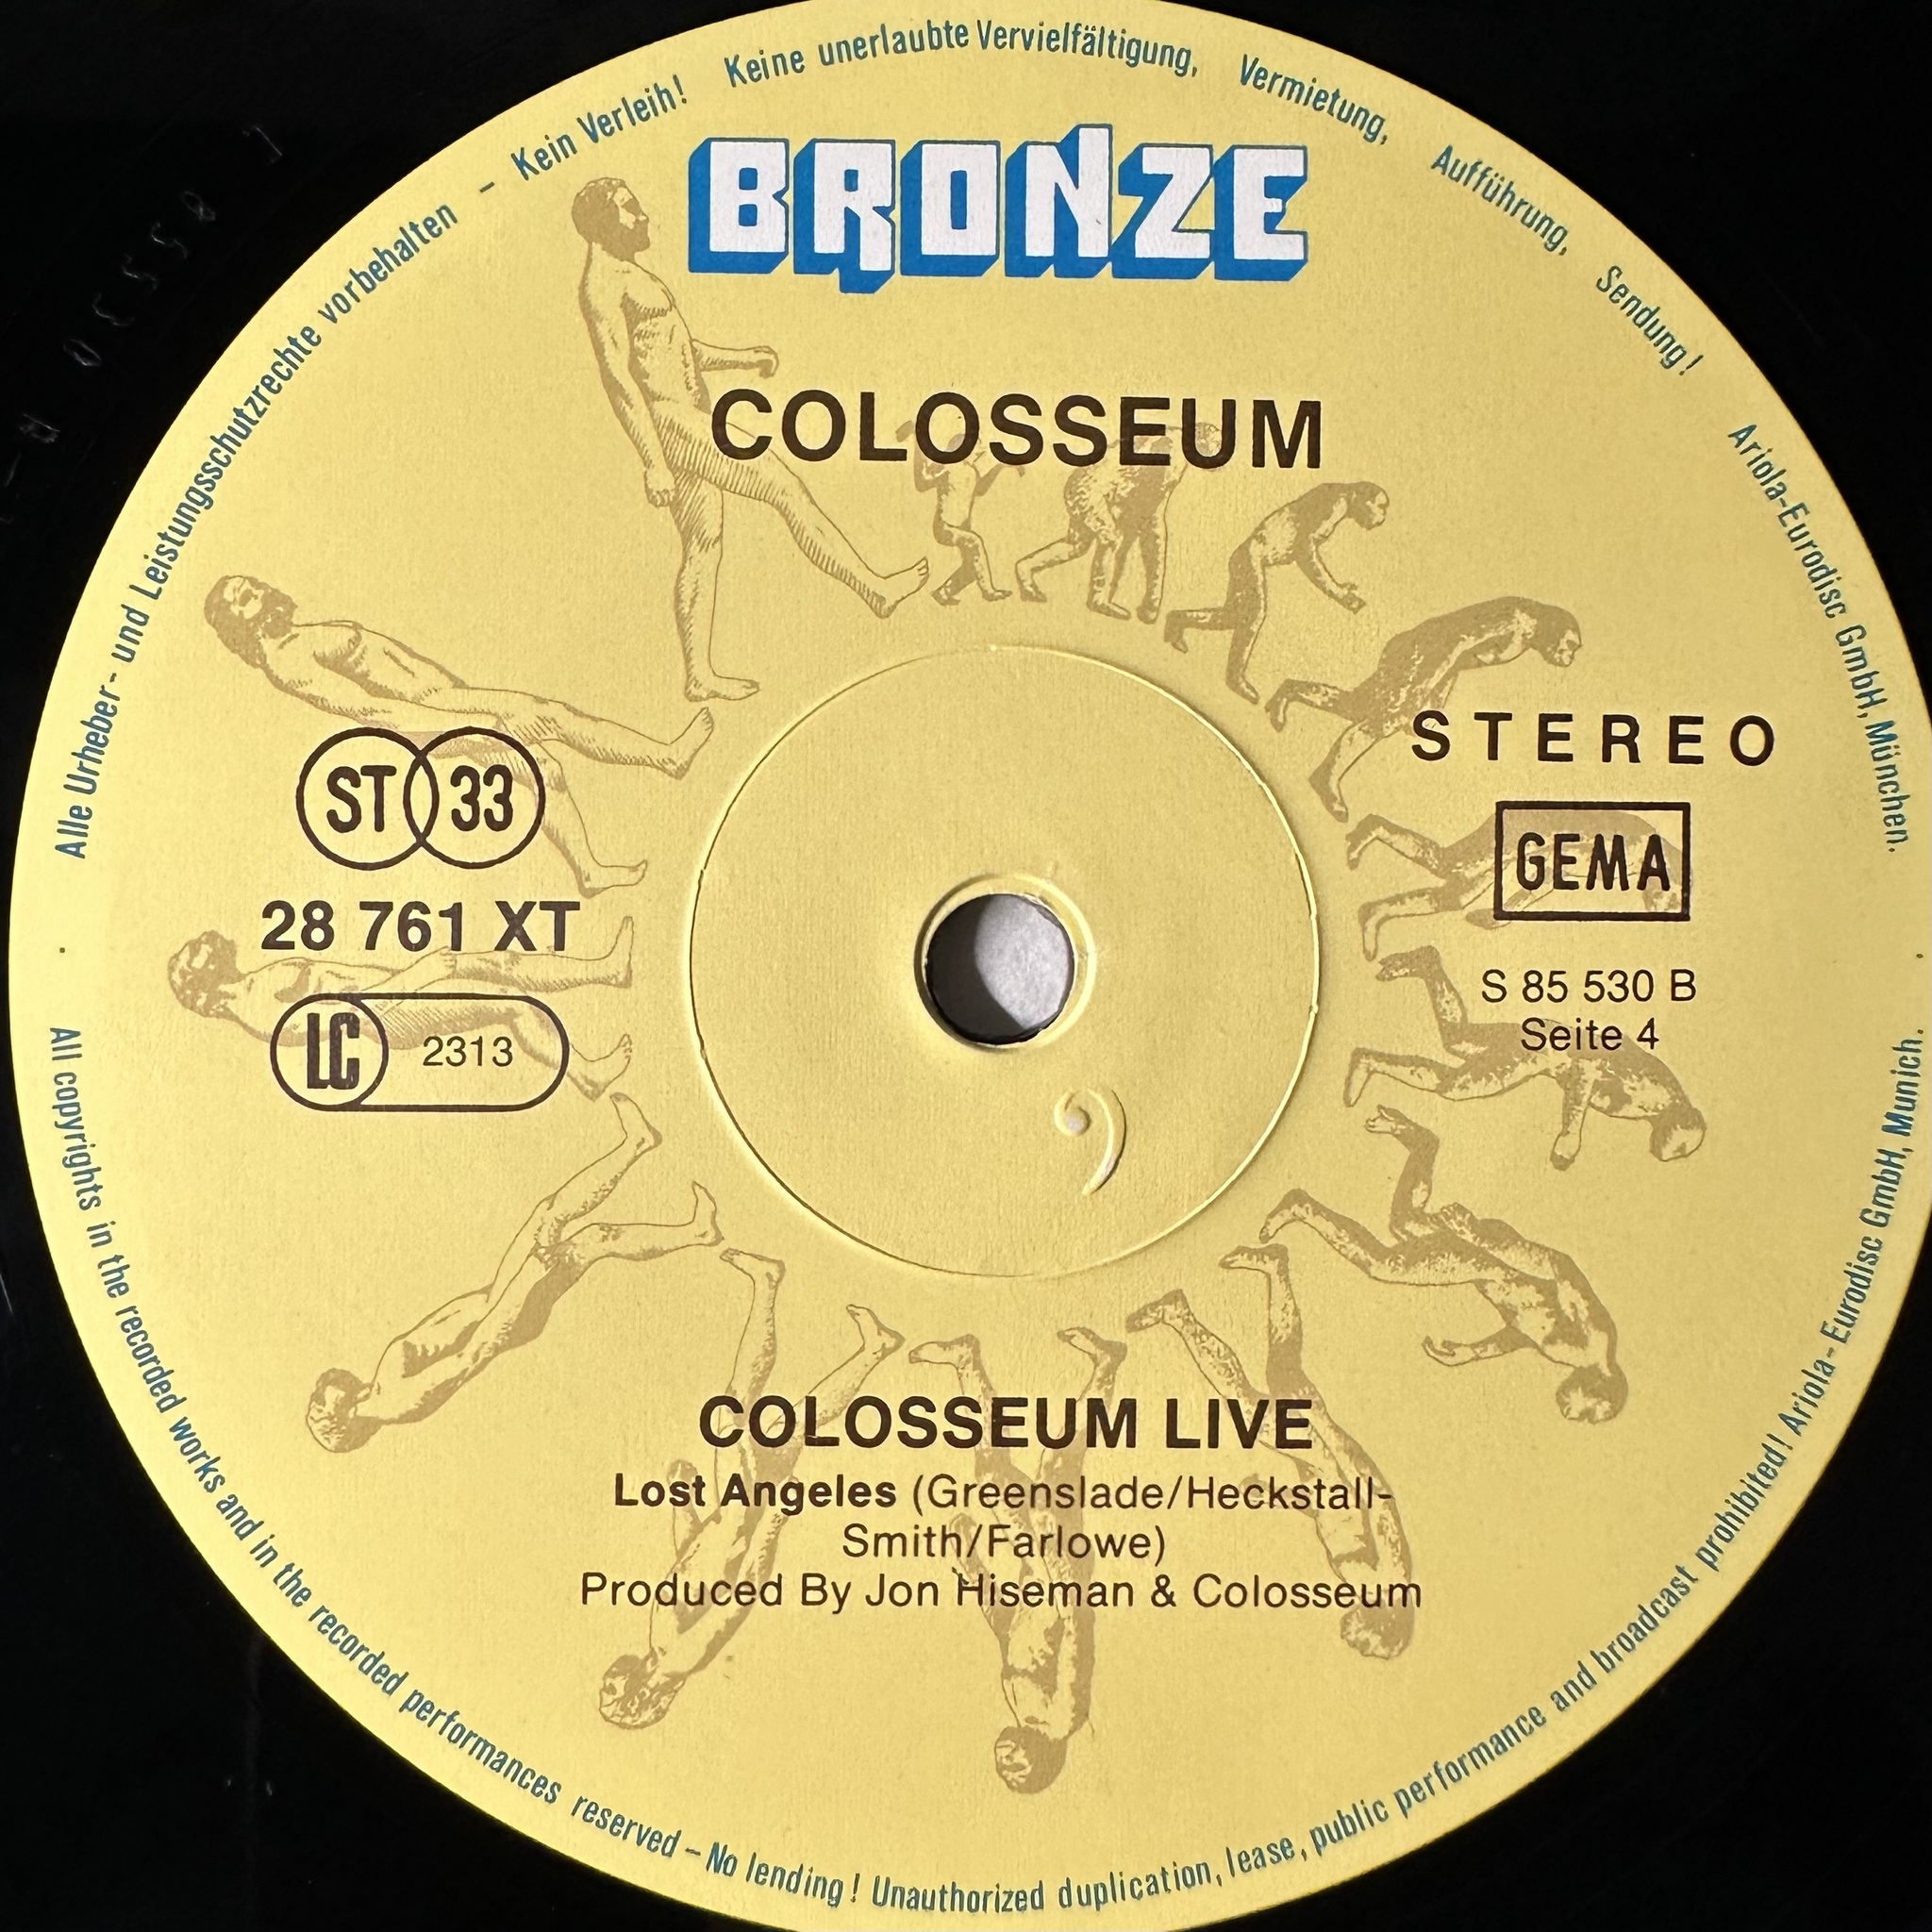 Alle Urheber- und Leistungsschutzrechte vorbehalten – Kein Verleih! Keine unerlaubte Vervielfältigung, Vermietung, Aufführung, Sendung! Ariola-Eurodisc GmbH, München.
BRONZE
COLOSSEUM
ST 33
28 761 XT
LC 2313
STEREO
GEMA
S 85 530 B
Seite 4
COLOSSEUM LIVE
Lost Angeles (Greenslade/Heckstall-
Smith/Farlowe)
Produced By Jon Hiseman & Colosseum
All copyrights in the recorded works and in the recorded performances reserved – No lending! Unauthorized duplication, lease, public performance and broadcast prohibited! Ariola-Eurodisc GmbH, Munich.